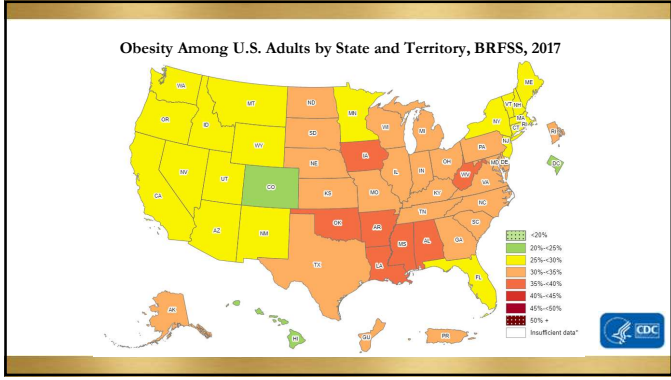 Obesity Among U.S. Adults by State and Territory, BRFSS, 2017
WA
MT
ND
MN
ME
VT
NH
OR
ID
SD
WI
MI
NY
MA
CT
RI
RI
WY
IA
NE
PA
NJ
NV
UT
CO
IL
IN
OH
MD
DE
DC
WV
VA
CA
KS
MO
KY
NC
TN
AZ
NM
OK
AR
SC
MS
AL
GA
TX
LA
FL
AK
HI
GU
PR
<20%
20%-<25%
25%-<30%
30%-<35%
35%-<40%
40%-<45%
45%-<50%
50% +
Insufficient data*
CDC